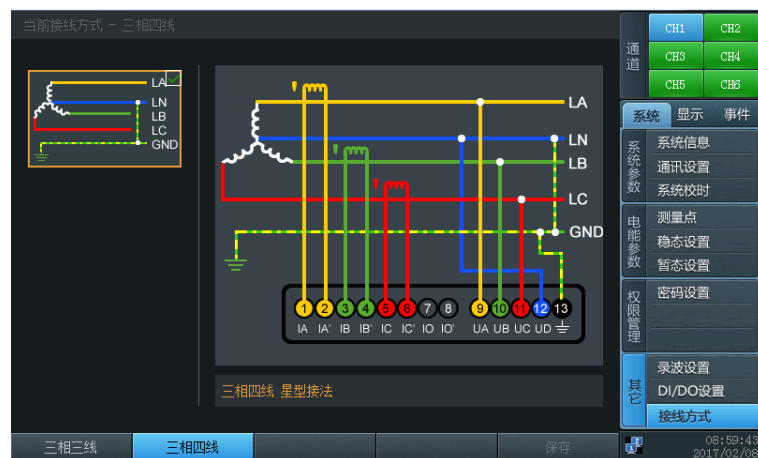 当前接线方式 - 三相四线
LA
LN
LB
LC
GND
LA
LN
LB
LC
GND
1 2 3 4 5 6 7 8 9 10 11 12 13
IA IA' IB IB' IC IC' IO IO' UA UB UC UD
三相四线 星型接法
三相三线 三相四线 保存
通道
CH1 CH2
CH3 CH4
CH5 CH6
系统 显示 事件
系统参数
系统信息
通讯设置
系统校时
电能参数
测量点
稳态设置
暂态设置
权限管理
密码设置
其它
录波设置
DI/DO设置
接线方式
08:59:43
2017/02/08